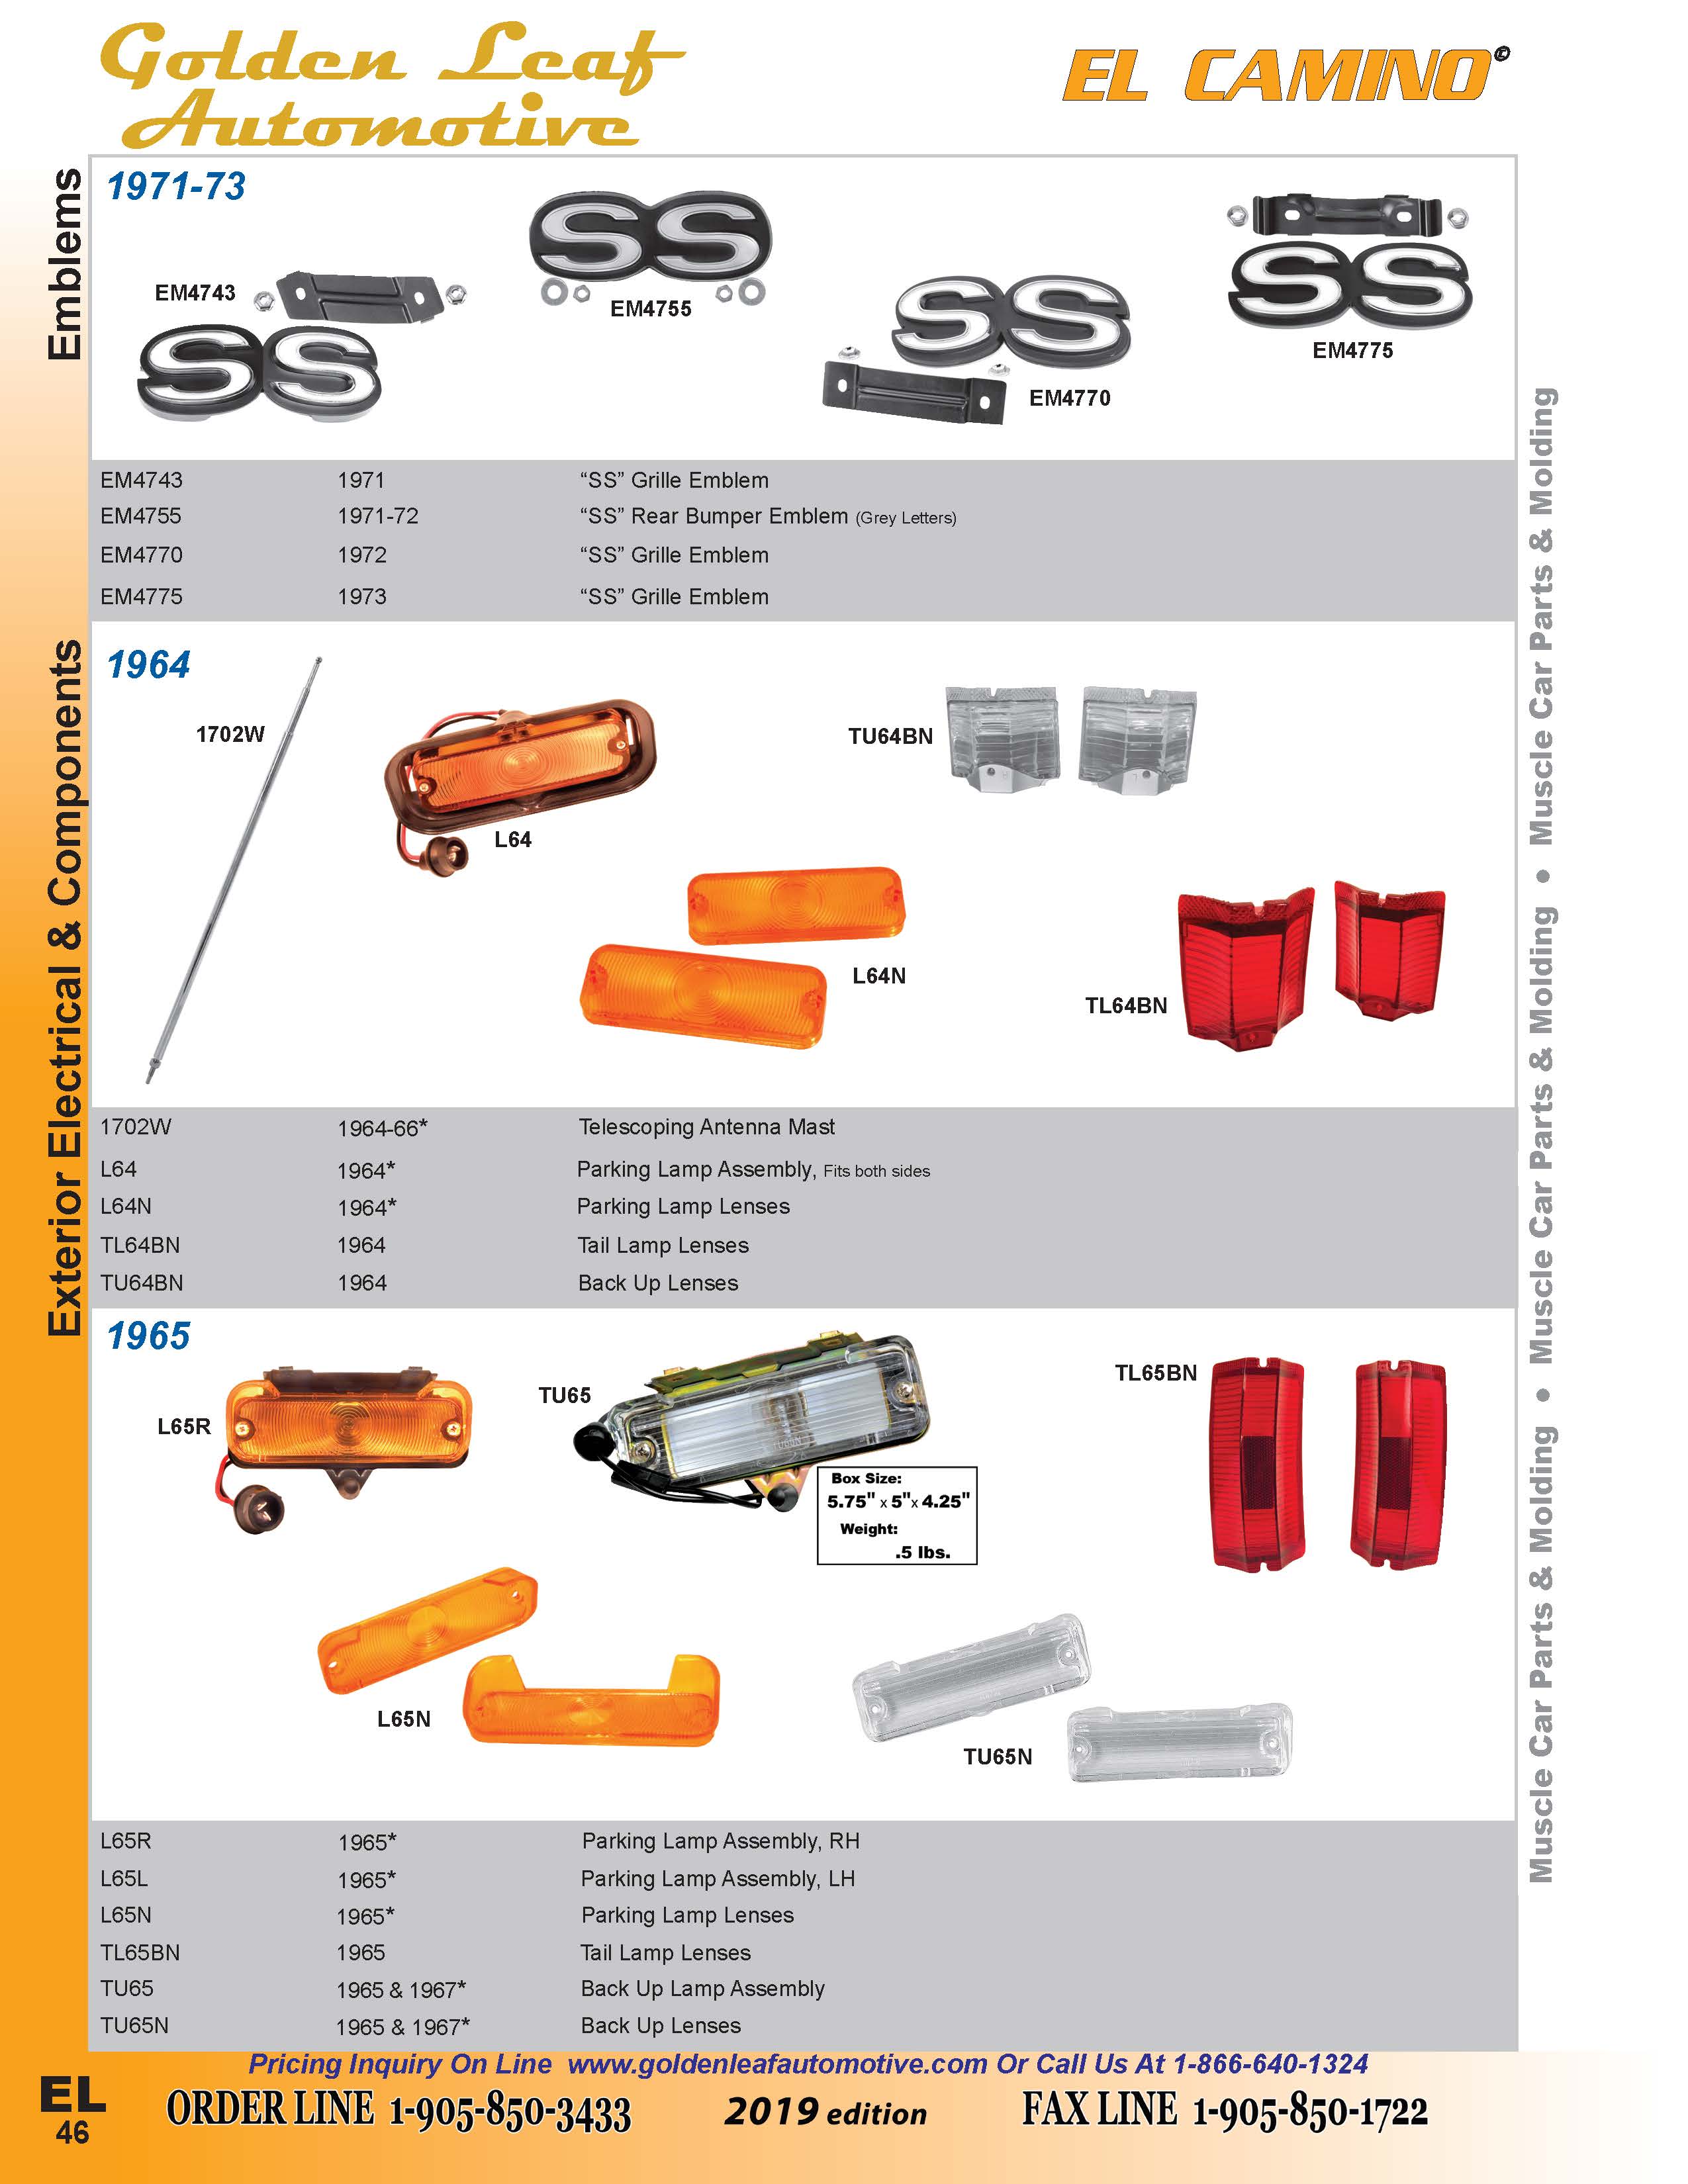 Golden Leaf
Automotive
EL CAMINO©
Emblems
1971-73
EM4743
EM4755
EM4770
EM4775
EM4743 1971 “SS” Grille Emblem
EM4755 1971-72 “SS” Rear Bumper Emblem (Grey Letters)
EM4770 1972 “SS” Grille Emblem
EM4775 1973 “SS” Grille Emblem
Exterior Electrical & Components
1964
1702W
L64
TU64BN
L64N
TL64BN
1702W 1964-66* Telescoping Antenna Mast
L64 1964* Parking Lamp Assembly, Fits both sides
L64N 1964* Parking Lamp Lenses
TL64BN 1964 Tail Lamp Lenses
TU64BN 1964 Back Up Lenses
1965
L65R
TU65
TL65BN
Box Size:
5.75" x 5"x 4.25"
Weight:
.5 lbs.
L65N
TU65N
L65R 1965* Parking Lamp Assembly, RH
L65L 1965* Parking Lamp Assembly, LH
L65N 1965* Parking Lamp Lenses
TL65BN 1965 Tail Lamp Lenses
TU65 1965 & 1967* Back Up Lamp Assembly
TU65N 1965 & 1967* Back Up Lenses
Muscle Car Parts & Molding • Muscle Car Parts & Molding • Muscle Car Parts & Molding
Pricing Inquiry On Line www.goldenleafautomotive.com Or Call Us At 1-866-640-1324
EL
46
ORDER LINE 1-905-850-3433 2019 edition FAX LINE 1-905-850-1722